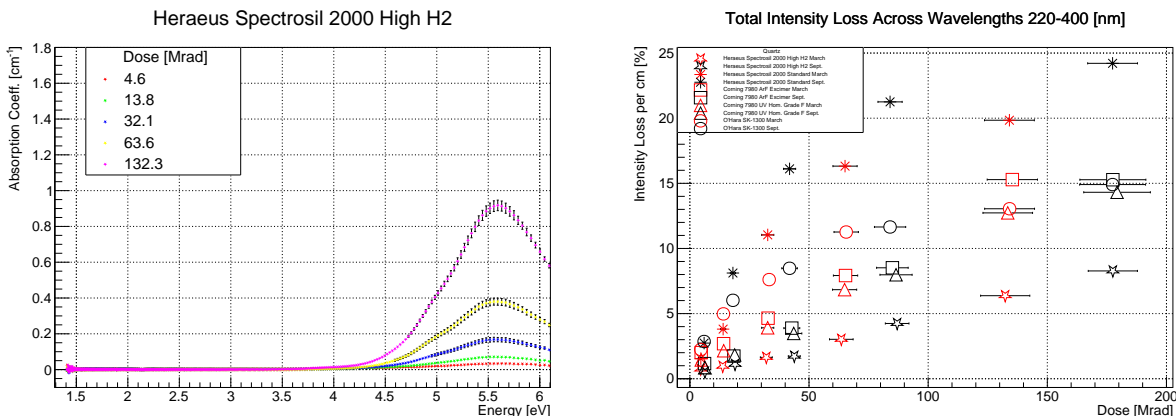 Heraeus Spectrosil 2000 High H2
Absorption Coeff. [cm⁻¹]
1.8
1.6
1.4
1.2
1
0.8
0.6
0.4
0.2
0
Dose [Mrad]
4.6
13.8
32.1
63.6
132.3
1.5 2 2.5 3 3.5 4 4.5 5 5.5 6
Energy [eV]
Total Intensity Loss Across Wavelengths 220-400 [nm]
Intensity Loss per cm [%]
25
20
15
10
5
0
Quartz
Heraeus Spectrosil 2000 High H2 March
Heraeus Spectrosil 2000 High H2 Sept.
Heraeus Spectrosil 2000 Standard March
Heraeus Spectrosil 2000 Standard Sept.
Corning 7980 ArF Excimer March
Corning 7980 ArF Excimer Sept.
Corning 7980 UV Hom. Grade F March
Corning 7980 UV Hom. Grade F Sept.
O'Hara SK-1300 March
O'Hara SK-1300 Sept.
0 50 100 150 200
Dose [Mrad]